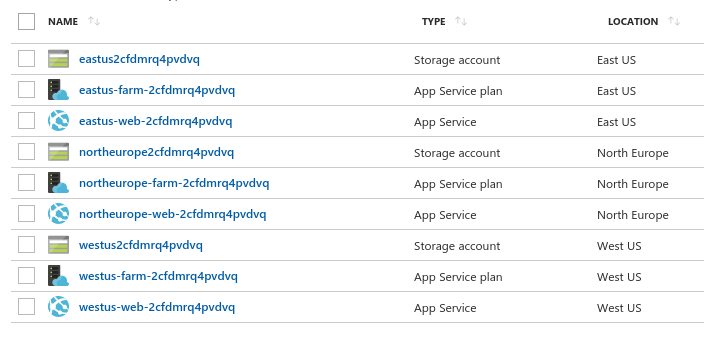 NAME TYPE LOCATION
eastus2cfdmrq4pvdvq Storage account East US
eastus-farm-2cfdmrq4pvdvq App Service plan East US
eastus-web-2cfdmrq4pvdvq App Service East US
northeurope2cfdmrq4pvdvq Storage account North Europe
northeurope-farm-2cfdmrq4pvdvq App Service plan North Europe
northeurope-web-2cfdmrq4pvdvq App Service North Europe
westus2cfdmrq4pvdvq Storage account West US
westus-farm-2cfdmrq4pvdvq App Service plan West US
westus-web-2cfdmrq4pvdvq App Service West US